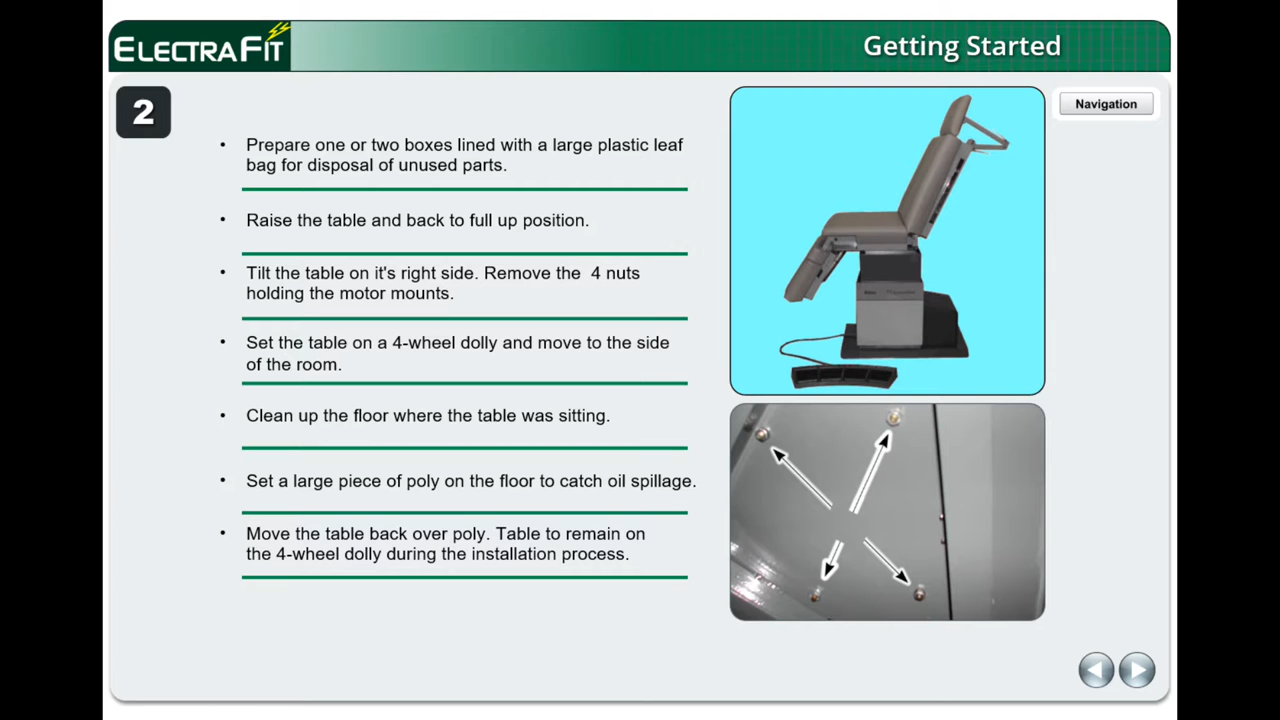 ELECTRAFIT
Getting Started
2
Navigation
• Prepare one or two boxes lined with a large plastic leaf
bag for disposal of unused parts.
• Raise the table and back to full up position.
• Tilt the table on it's right side. Remove the  4 nuts
holding the motor mounts.
• Set the table on a 4-wheel dolly and move to the side
of the room.
• Clean up the floor where the table was sitting.
• Set a large piece of poly on the floor to catch oil spillage.
• Move the table back over poly. Table to remain on
the 4-wheel dolly during the installation process.